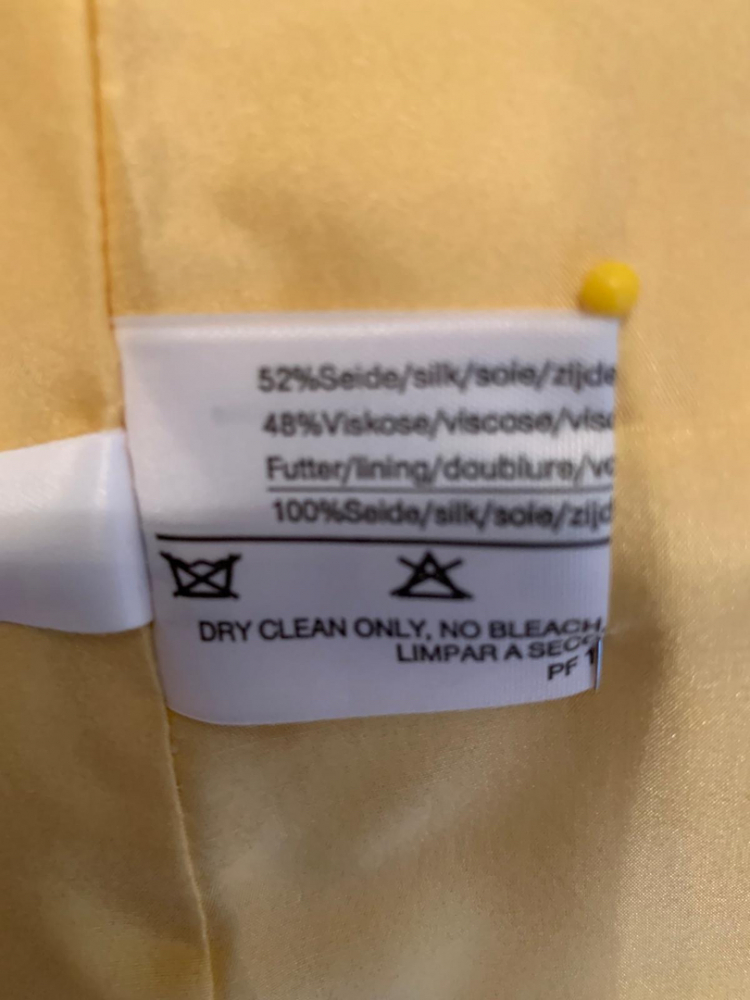 52%Seide/silk/soie/zijde
48%Viskose/viscose/visc
Futter/lining/doublure/vo
100%Seide/silk/soie/zijd
DRY CLEAN ONLY, NO BLEACH,
LIMPAR A SECO
PF 1